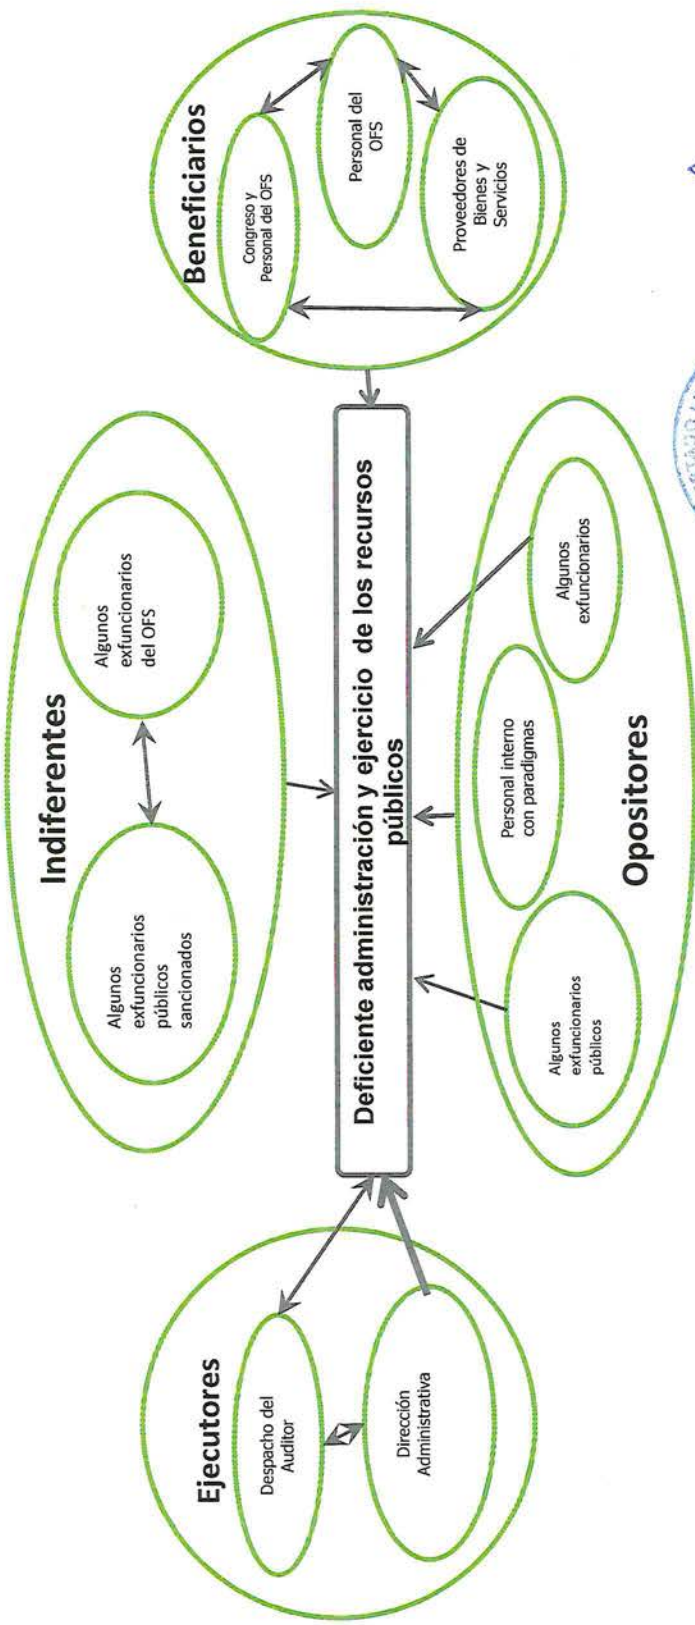 Ejecutores
Despacho del
Auditor
Dirección
Administrativa
Indiferentes
Algunos
exfuncionarios
públicos
sancionados
Algunos
exfuncionarios
del OFS
Deficiente administración y ejercicio de los recursos
públicos
Opositores
Algunos
exfuncionarios
públicos
Personal interno
con paradigmas
Algunos
exfuncionarios
Beneficiarios
Congreso y
Personal del OFS
Personal del
OFS
Proveedores de
Bienes y
Servicios